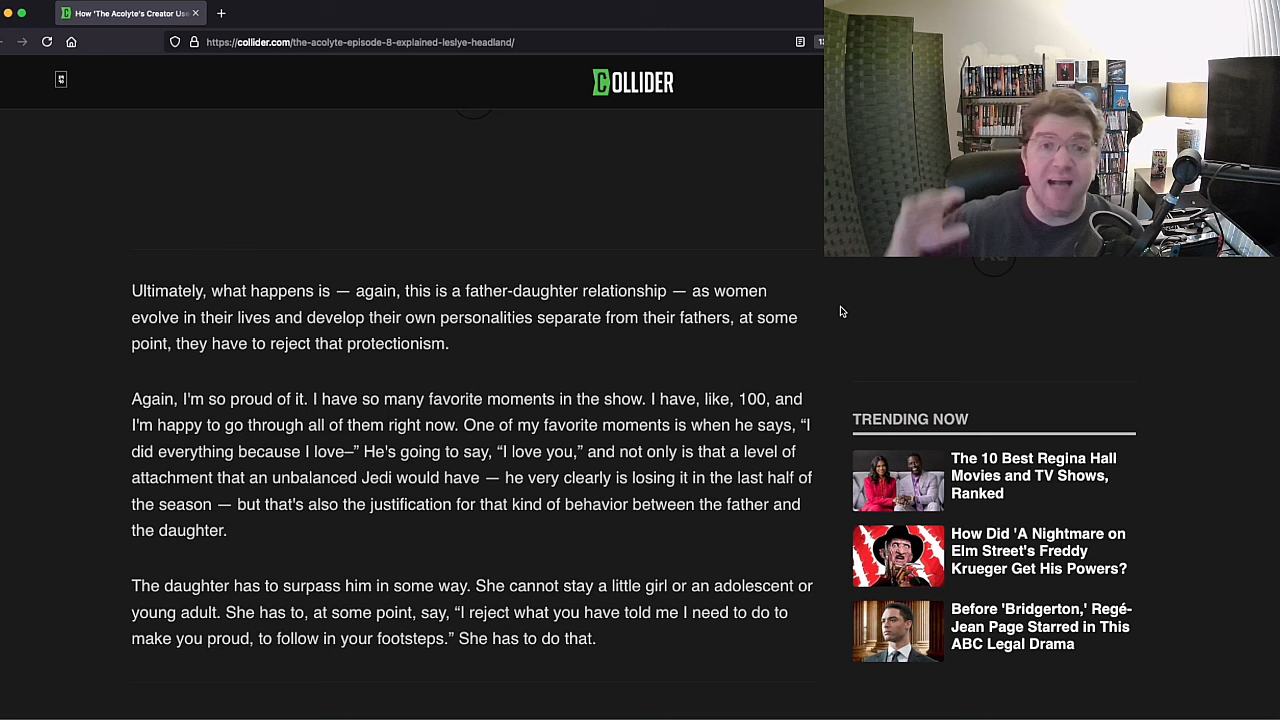 How 'The Acolyte's Creator Use
https://collider.com/the-acolyte-episode-8-explained-leslye-headland/
COLLIDER
Ultimately, what happens is — again, this is a father-daughter relationship — as women
evolve in their lives and develop their own personalities separate from their fathers, at some
point, they have to reject that protectionism.
Again, I'm so proud of it. I have so many favorite moments in the show. I have, like, 100, and
I'm happy to go through all of them right now. One of my favorite moments is when he says, “I
did everything because I love–” He's going to say, “I love you,” and not only is that a level of
attachment that an unbalanced Jedi would have — he very clearly is losing it in the last half of
the season — but that's also the justification for that kind of behavior between the father and
the daughter.
The daughter has to surpass him in some way. She cannot stay a little girl or an adolescent or
young adult. She has to, at some point, say, “I reject what you have told me I need to do to
make you proud, to follow in your footsteps.” She has to do that.
TRENDING NOW
The 10 Best Regina Hall
Movies and TV Shows,
Ranked
How Did 'A Nightmare on
Elm Street's Freddy
Krueger Get His Powers?
Before 'Bridgerton,' Regé-
Jean Page Starred in This
ABC Legal Drama